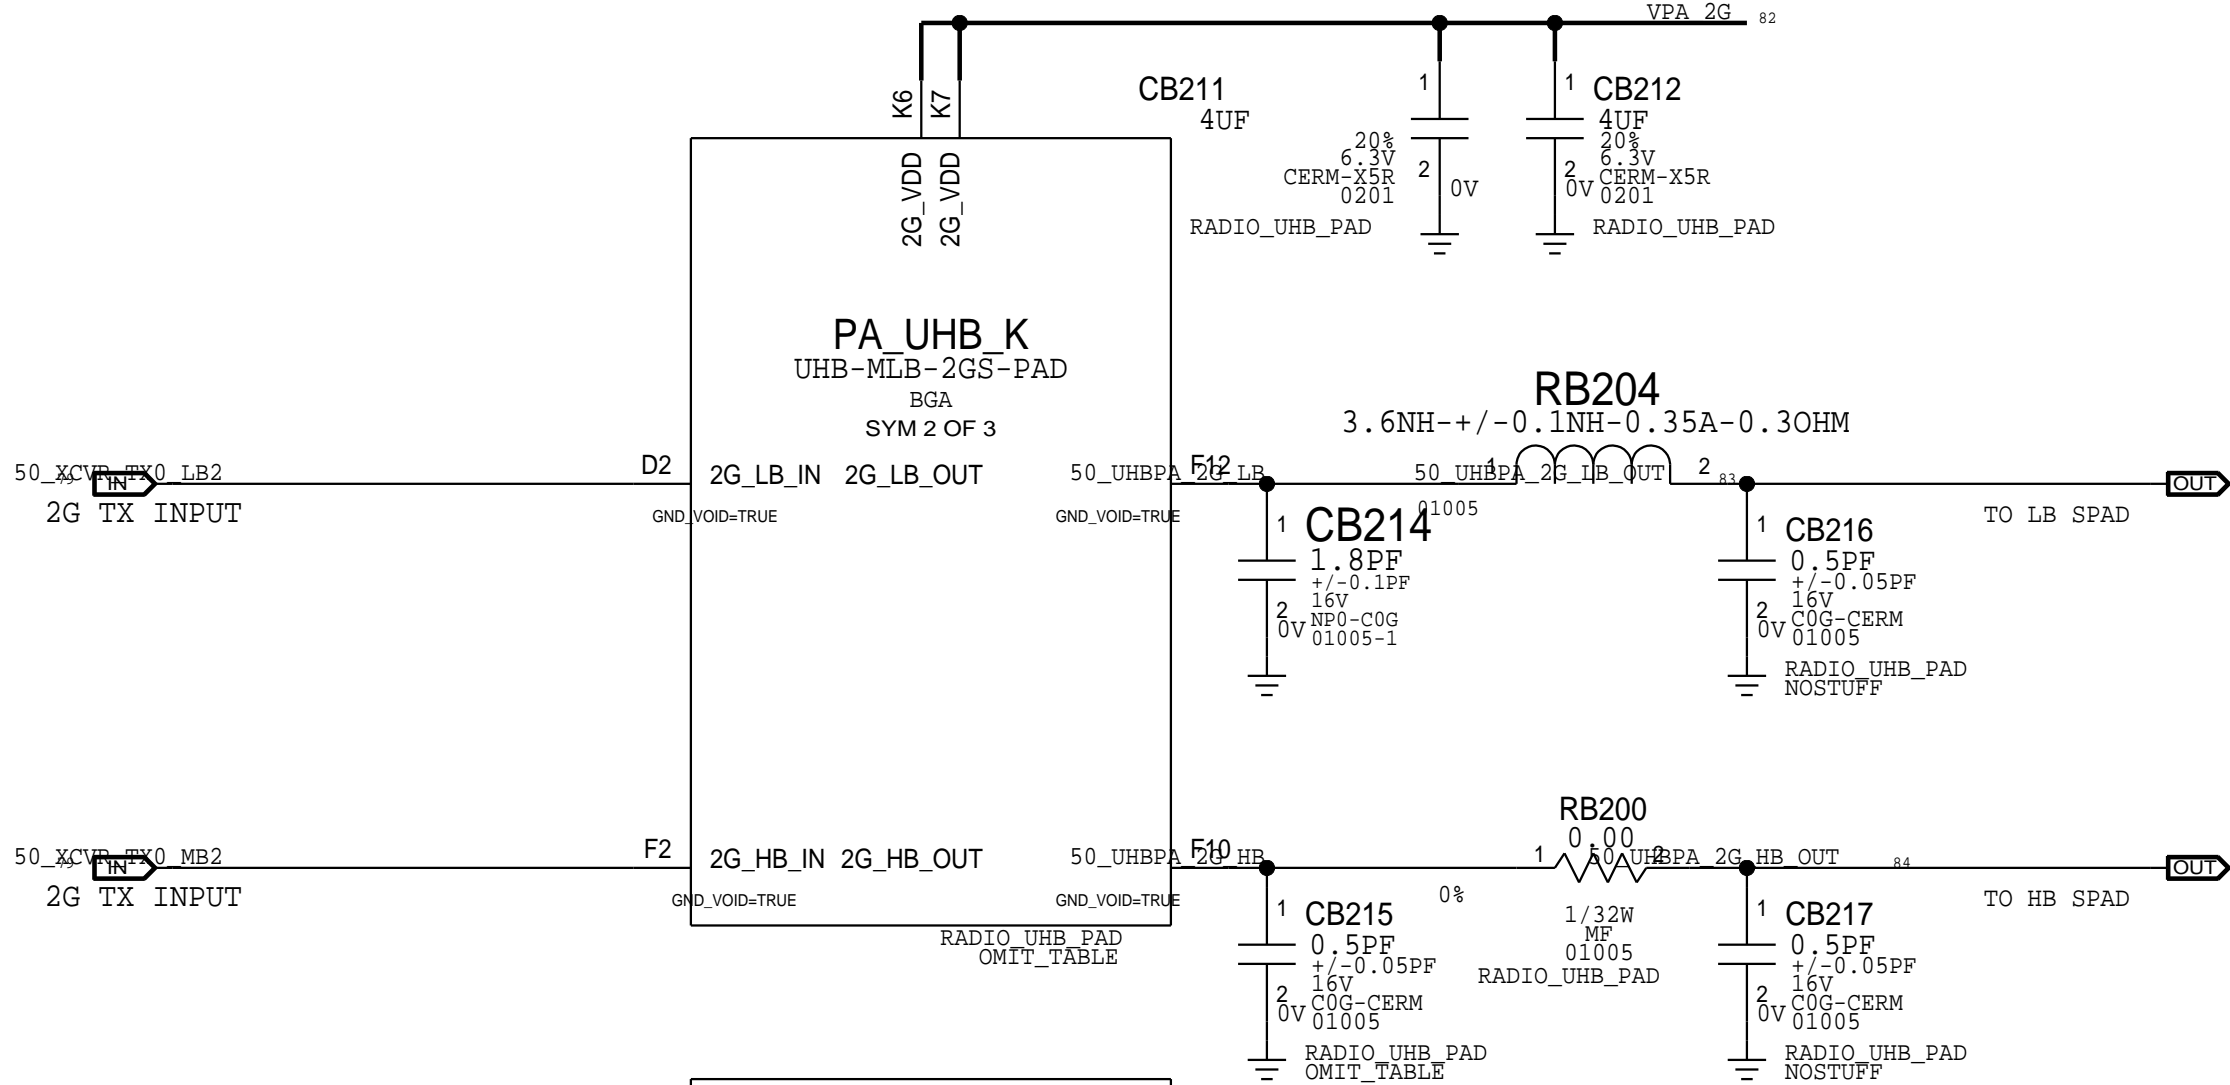 VPA_2G 82
CB211
4UF
20%
6.3V
CERM-X5R
0201
RADIO_UHB_PAD
1
2
0V
1
2
0V
CB212
4UF
20%
6.3V
CERM-X5R
0201
RADIO_UHB_PAD
K6
K7
2G_VDD
2G_VDD
PA_UHB_K
UHB-MLB-2GS-PAD
BGA
SYM 2 OF 3
50_XCVR_TX0_LB2
79
IN
2G TX INPUT
D2
2G_LB_IN
2G_LB_OUT
GND_VOID=TRUE
GND_VOID=TRUE
50_UHBPA_2G_LB
F12
RB204
3.6NH-+/-0.1NH-0.35A-0.3OHM
50_UHBPA_2G_LB_OUT
1
2
83
01005
OUT
TO LB SPAD
1
CB214
1.8PF
+/-0.1PF
16V
2
0V
NP0-C0G
01005-1
1
CB216
0.5PF
+/-0.05PF
16V
2
0V
C0G-CERM
01005
RADIO_UHB_PAD
NOSTUFF
50_XCVR_TX0_MB2
79
IN
2G TX INPUT
F2
2G_HB_IN
2G_HB_OUT
GND_VOID=TRUE
GND_VOID=TRUE
50_UHBPA_2G_HB
F10
RADIO_UHB_PAD
OMIT_TABLE
RB200
0.00
1
2
50_UHBPA_2G_HB_OUT
84
0%
1/32W
MF
01005
RADIO_UHB_PAD
OUT
TO HB SPAD
1
CB215
0.5PF
+/-0.05PF
16V
2
0V
C0G-CERM
01005
RADIO_UHB_PAD
OMIT_TABLE
1
CB217
0.5PF
+/-0.05PF
16V
2
0V
C0G-CERM
01005
RADIO_UHB_PAD
NOSTUFF